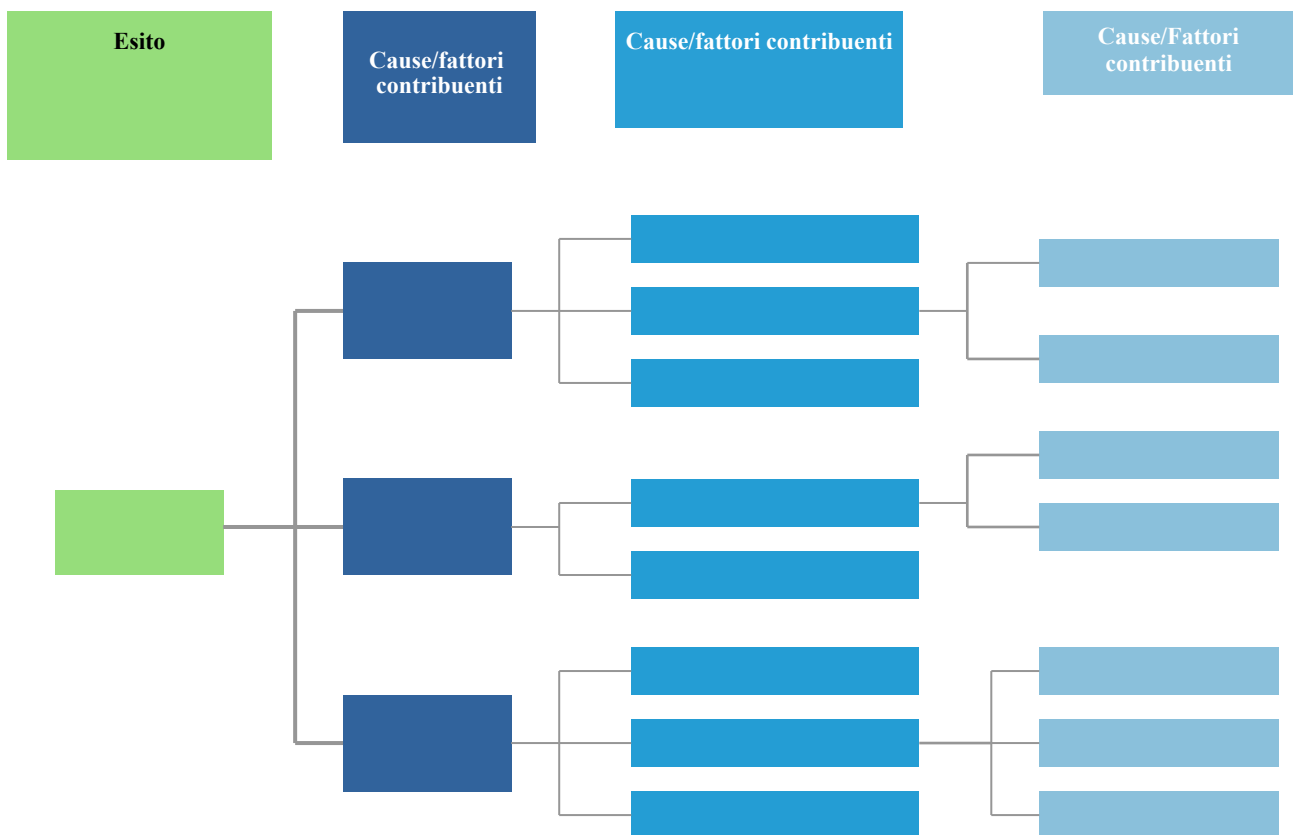 Esito
Cause/fattori
contribuenti
Cause/fattori contribuenti
Cause/Fattori
contribuenti